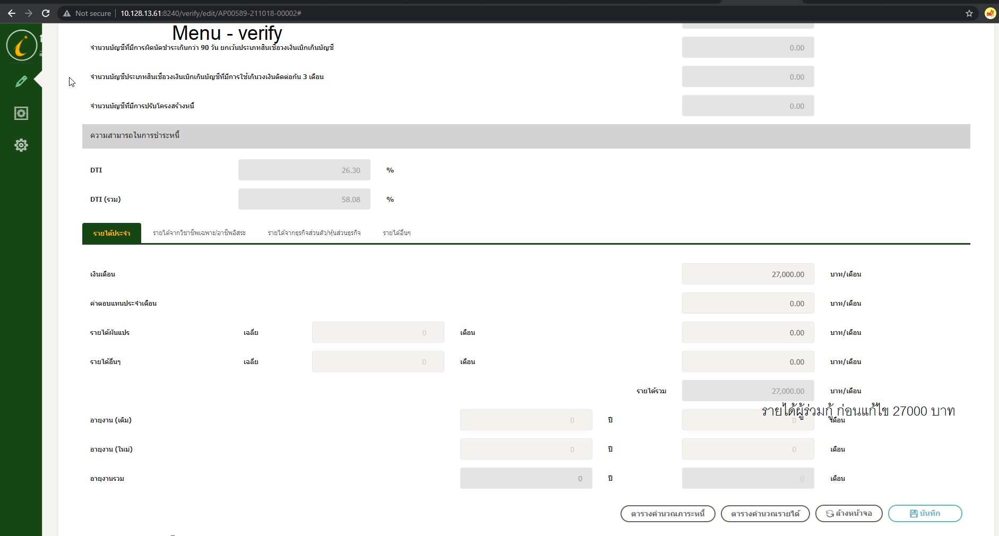 Not secure 10.128.13.61:8240/verify/edit/AP00589-211018-00002#
Menu - verify
จำนวนบัญชีที่มีการผิดนัดชำระเกินกว่า 90 วัน ยกเว้นประเภทสินเชื่อวงเงินเบิกเกินบัญชี 0.00
จำนวนบัญชีประเภทสินเชื่อวงเงินเบิกเกินบัญชีที่มีการใช้เกินวงเงินติดต่อกัน 3 เดือน 0.00
จำนวนบัญชีที่มีการปรับโครงสร้างหนี้ 0.00
ความสามารถในการชำระหนี้
DTI 26.30 %
DTI (รวม) 58.08 %
รายได้ประจำ รายได้จากวิชาชีพเฉพาะ/อาชีพอิสระ รายได้จากธุรกิจส่วนตัว/หุ้นส่วนธุรกิจ รายได้อื่นๆ
เงินเดือน 27,000.00 บาท/เดือน
ค่าตอบแทนประจำเดือน 0.00 บาท/เดือน
รายได้ผันแปร เฉลี่ย 0 เดือน 0.00 บาท/เดือน
รายได้อื่นๆ เฉลี่ย 0 เดือน 0.00 บาท/เดือน
รายได้รวม 27,000.00 บาท/เดือน
รายได้ผู้ร่วมกู้ ก่อนแก้ไข 27000 บาท
อายุงาน (เดิม) 0 ปี 0 เดือน
อายุงาน (ใหม่) 0 ปี 0 เดือน
อายุงานรวม 0 ปี 0 เดือน
ตารางคำนวณภาระหนี้ ตารางคำนวณรายได้ ล้างหน้าจอ บันทึก